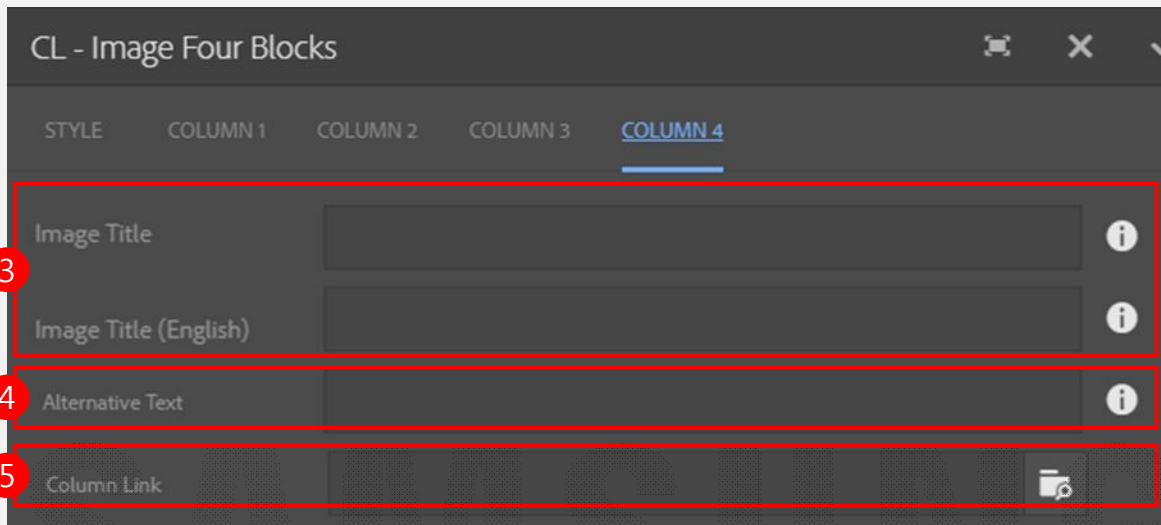 CL - Image Four Blocks
STYLE COLUMN 1 COLUMN 2 COLUMN 3 COLUMN 4
Image Title
3
Image Title (English)
4 Alternative Text
5 Column Link